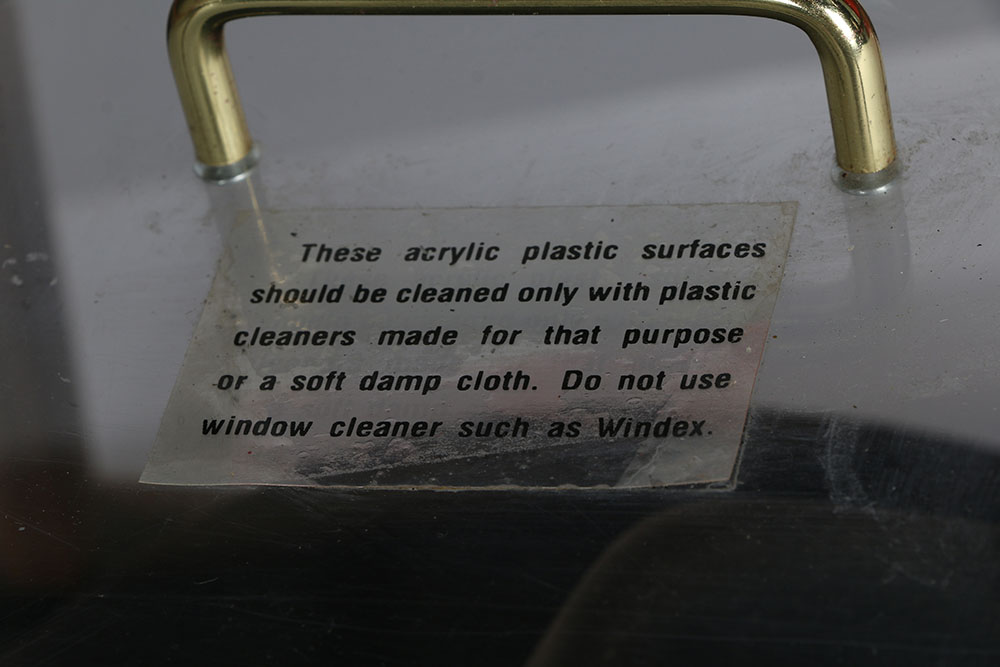 These acrylic plastic surfaces
should be cleaned only with plastic
cleaners made for that purpose
or a soft damp cloth. Do not use
window cleaner such as Windex.